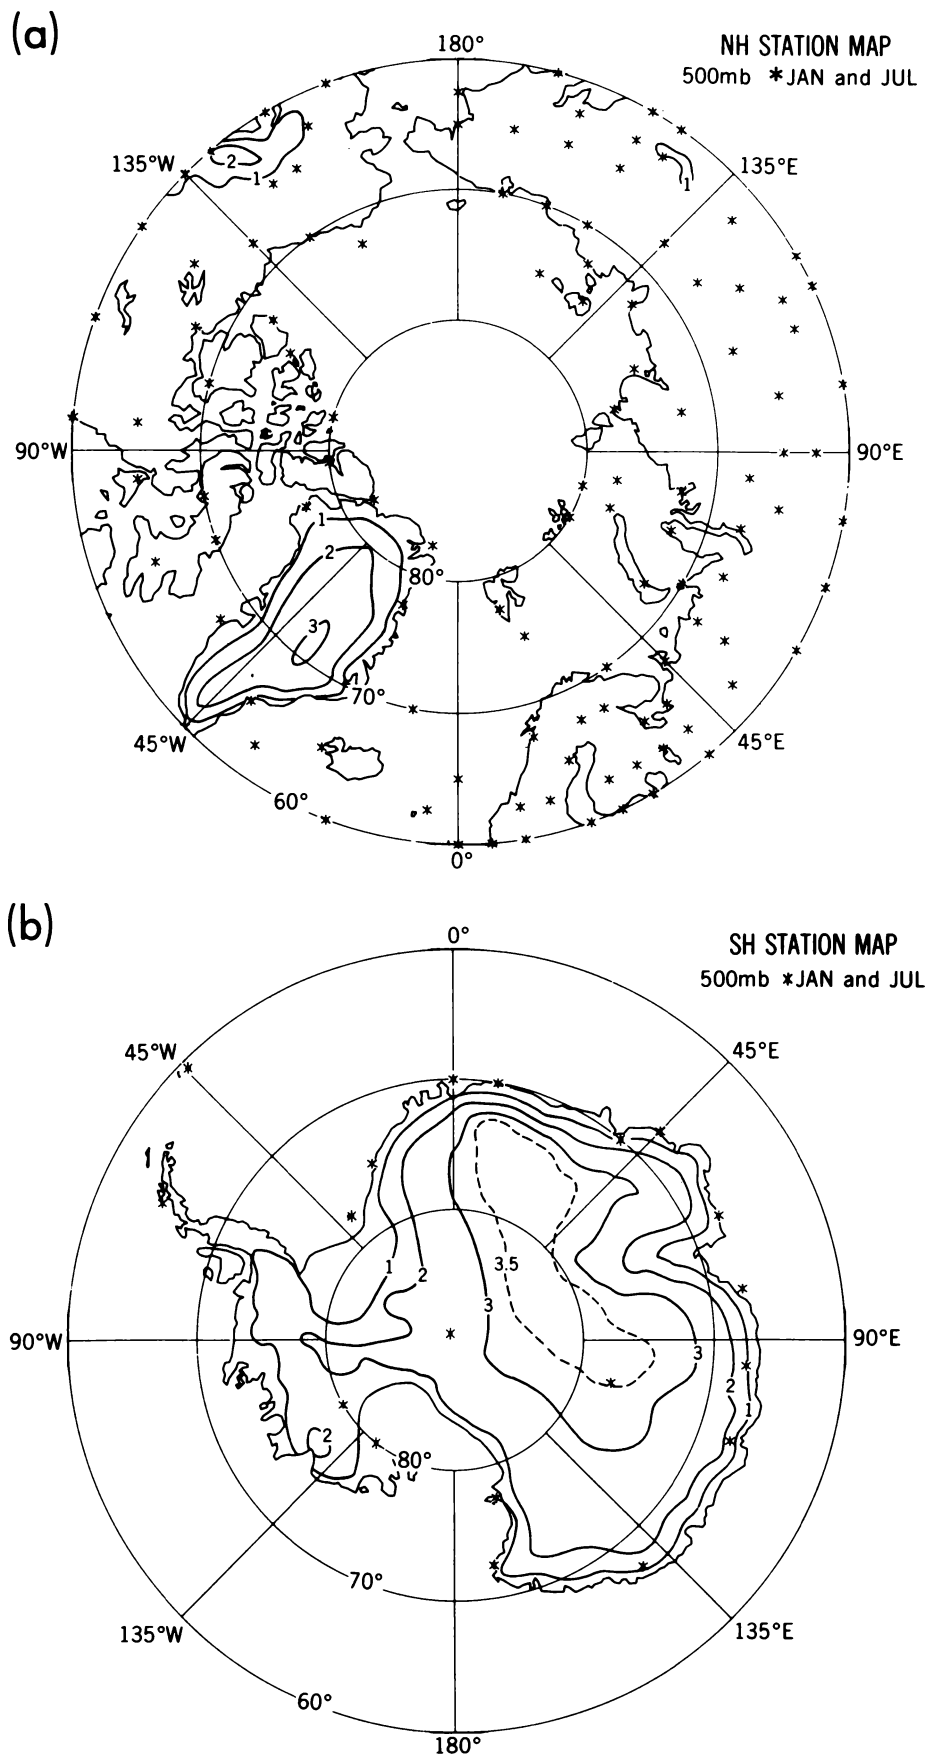 (a)
NH STATION MAP
500mb *JAN and JUL
180°
135°W
135°E
2
1
1
90°W
90°E
1
2
80°
3
70°
45°W
45°E
60°
0°
(b)
SH STATION MAP
500mb *JAN and JUL
0°
45°W
45°E
1
2
3.5
3
90°W
90°E
3
2
1
2
80°
70°
135°W
135°E
60°
180°